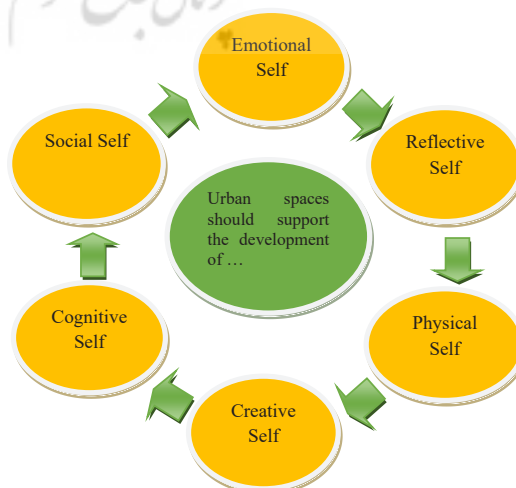 Emotional
Self
Social Self
Reflective
Self
Urban spaces
should support
the development
of …
Cognitive
Self
Physical
Self
Creative
Self